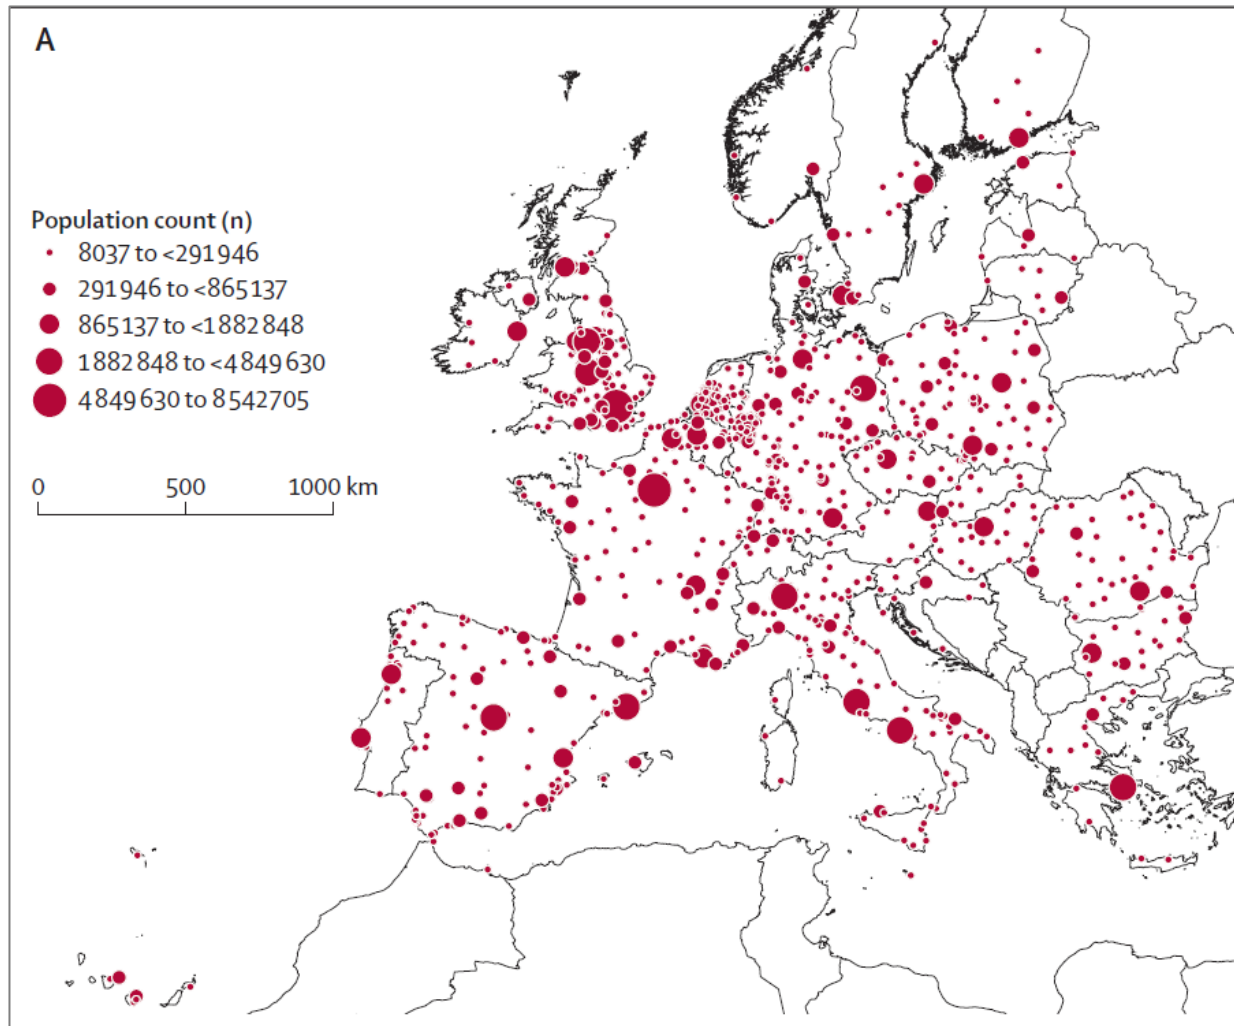 A
Population count (n)
8037 to <291946
291946 to <865137
865137 to <1882848
1882848 to <4849630
4849630 to 8542705
0 500 1000 km